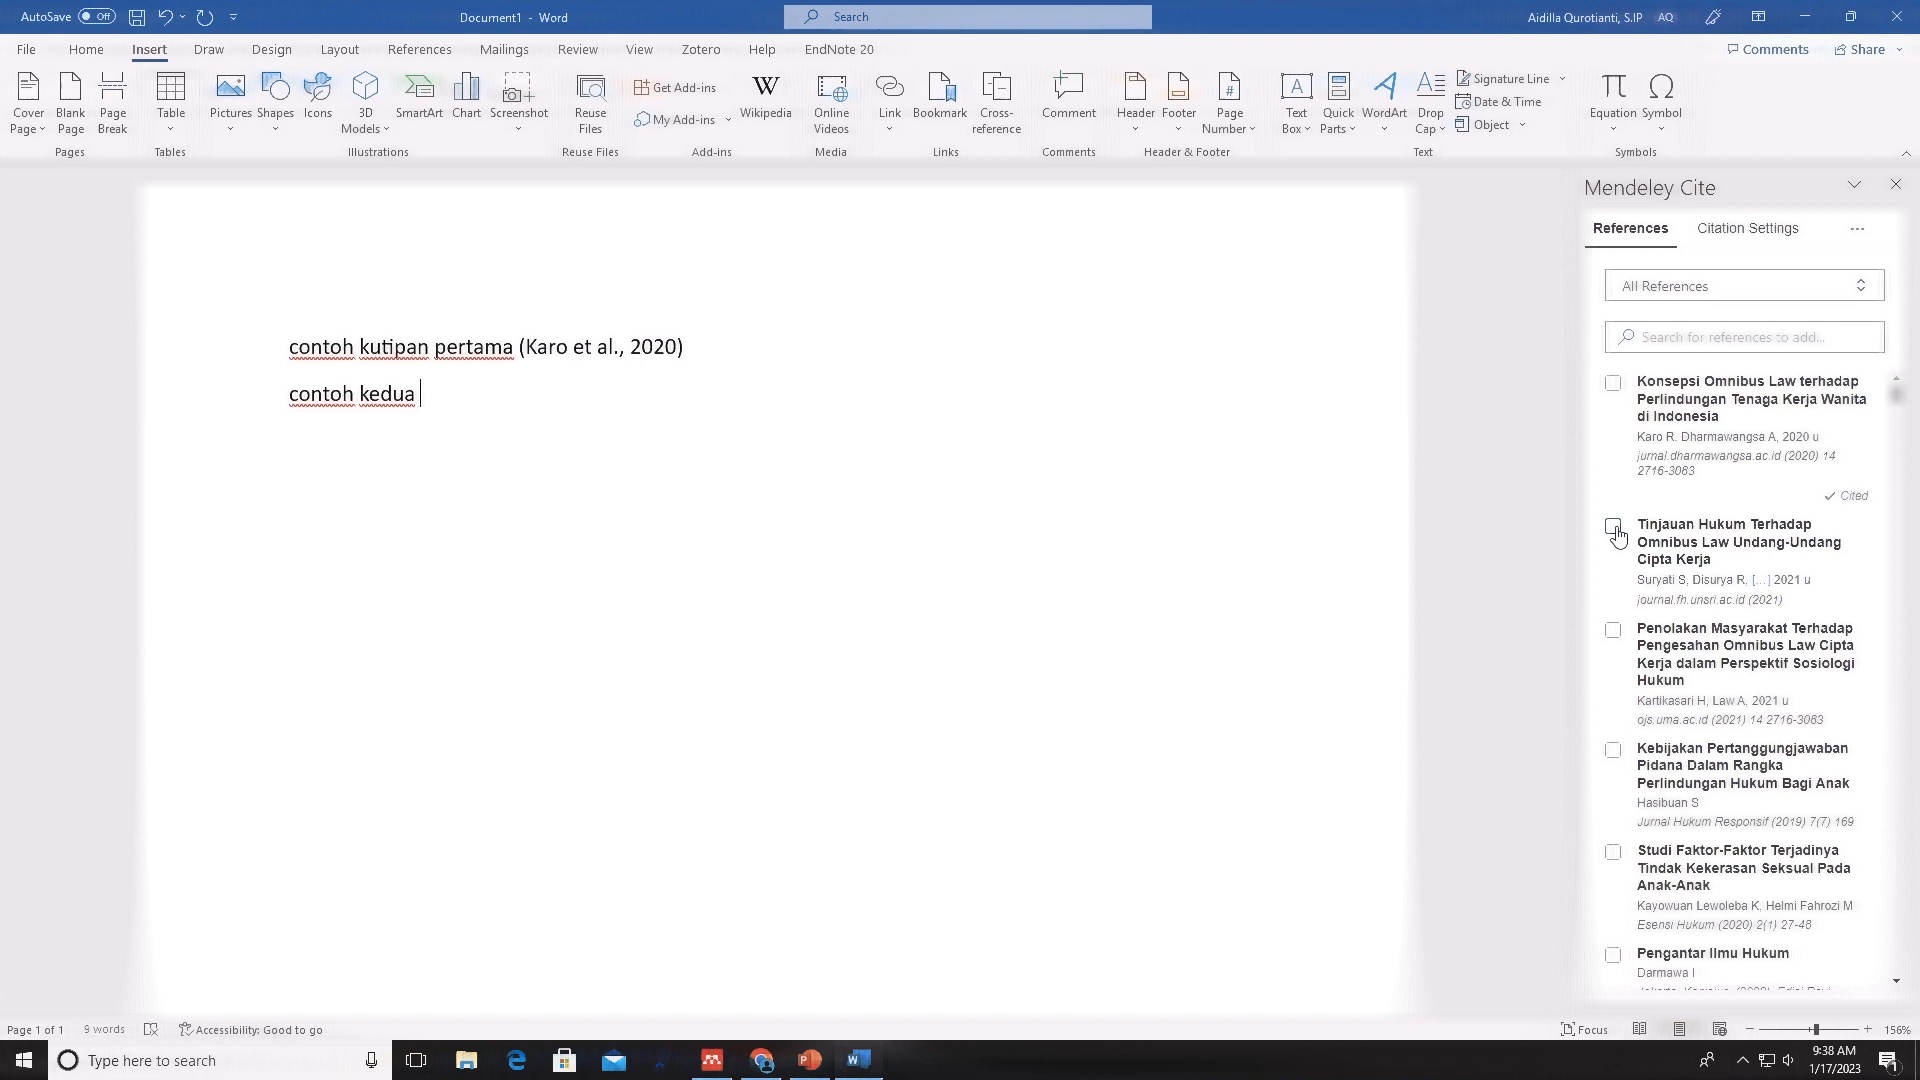 AutoSave Off Document1 - Word Search Aidilla Qurotianti, S.IP AQ
File Home Insert Draw Design Layout References Mailings Review View Zotero Help EndNote 20 Comments Share
Cover Page
Blank Page
Page Break
Pages
Table
Tables
Pictures
Shapes
Icons
3D Models
SmartArt
Chart
Screenshot
Illustrations
Reuse Files
Reuse Files
Get Add-ins
My Add-ins
Wikipedia
Add-ins
Online Videos
Media
Link
Bookmark
Cross-reference
Links
Comment
Comments
Header
Footer
Page Number
Header & Footer
Text Box
Quick Parts
WordArt
Drop Cap
Signature Line
Date & Time
Object
Text
Equation
Symbol
Symbols
contoh kutipan pertama (Karo et al., 2020)
contoh kedua
Mendeley Cite
References Citation Settings
All References
Search for references to add...
Konsepsi Omnibus Law terhadap
Perlindungan Tenaga Kerja Wanita
di Indonesia
Karo R. Dharmawangsa A, 2020 u
jurnal.dharmawangsa.ac.id (2020) 14
2716-3083
Cited
Tinjauan Hukum Terhadap
Omnibus Law Undang-Undang
Cipta Kerja
Suryati S, Disurya R, [...] 2021 u
journal.fh.unsri.ac.id (2021)
Penolakan Masyarakat Terhadap
Pengesahan Omnibus Law Cipta
Kerja dalam Perspektif Sosiologi
Hukum
Kartikasari H, Law A, 2021 u
ojs.uma.ac.id (2021) 14 2716-3083
Kebijakan Pertanggungjawaban
Pidana Dalam Rangka
Perlindungan Hukum Bagi Anak
Hasibuan S
Jurnal Hukum Responsif (2019) 7(7) 169
Studi Faktor-Faktor Terjadinya
Tindak Kekerasan Seksual Pada
Anak-Anak
Kayowuan Lewoleba K, Helmi Fahrozi M
Esensi Hukum (2020) 2(1) 27-48
Pengantar Ilmu Hukum
Darmawa I
Page 1 of 1 9 words Accessibility: Good to go Focus 156%
Type here to search
9:38 AM
1/17/2023